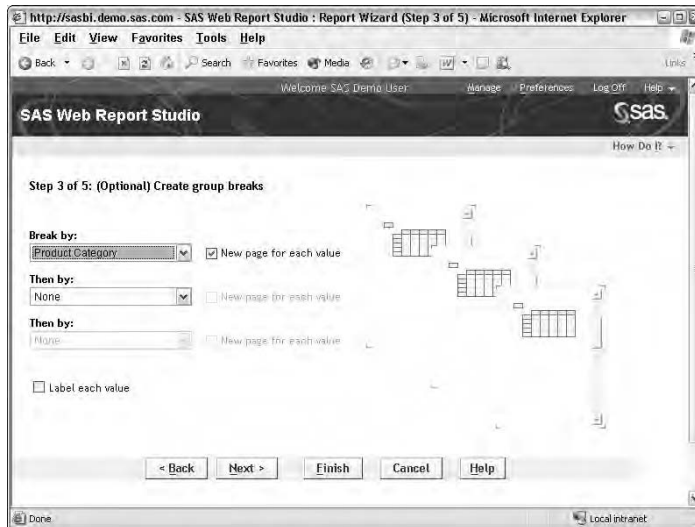 http://sasbi.demo.sas.com - SAS Web Report Studio : Report Wizard (Step 3 of 5) - Microsoft Internet Explorer
File Edit View Favorites Tools Help
Back Search Favorites Media Links
Welcome SAS Demo User Manage Preferences Log Off Help
SAS Web Report Studio
sas.
How Do I?
Step 3 of 5: (Optional) Create group breaks
Break by:
Product Category New page for each value
Then by:
None New page for each value
Then by:
None New page for each value
Label each value
< Back Next > Finish Cancel Help
Done Local intranet